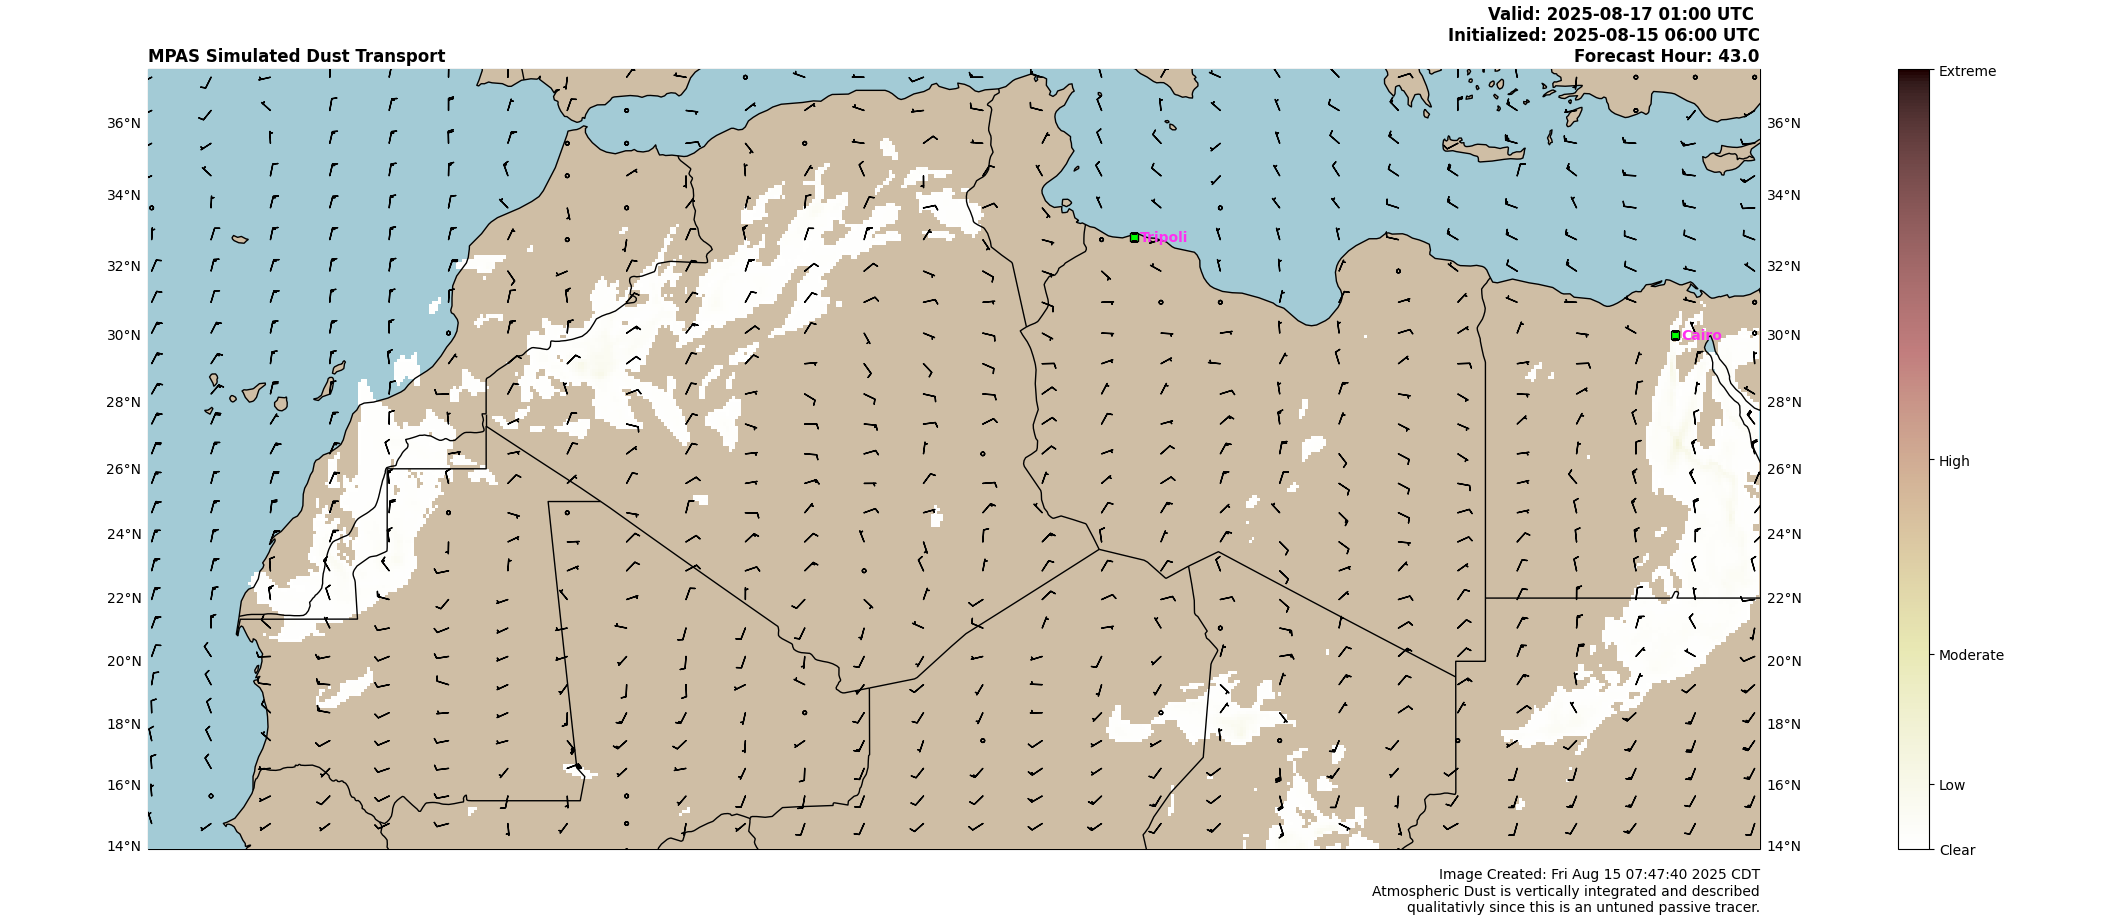 Valid: 2025-08-17 01:00 UTC
Initialized: 2025-08-15 06:00 UTC
MPAS Simulated Dust Transport
Forecast Hour: 43.0
Extreme
36°N
36°N
34°N
34°N
Tripoli
32°N
32°N
30°N
Cairo
30°N
28°N
28°N
High
26°N
26°N
24°N
24°N
22°N
22°N
Moderate
20°N
20°N
18°N
18°N
Low
16°N
16°N
14°N
14°N
Clear
Image Created: Fri Aug 15 07:47:40 2025 CDT
Atmospheric Dust is vertically integrated and described
qualitativly since this is an untuned passive tracer.